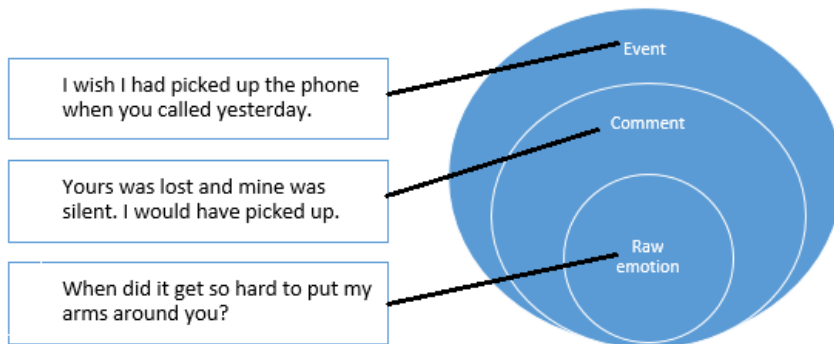 I wish I had picked up the phone
when you called yesterday.
Yours was lost and mine was
silent. I would have picked up.
When did it get so hard to put my
arms around you?
Event
Comment
Raw
emotion